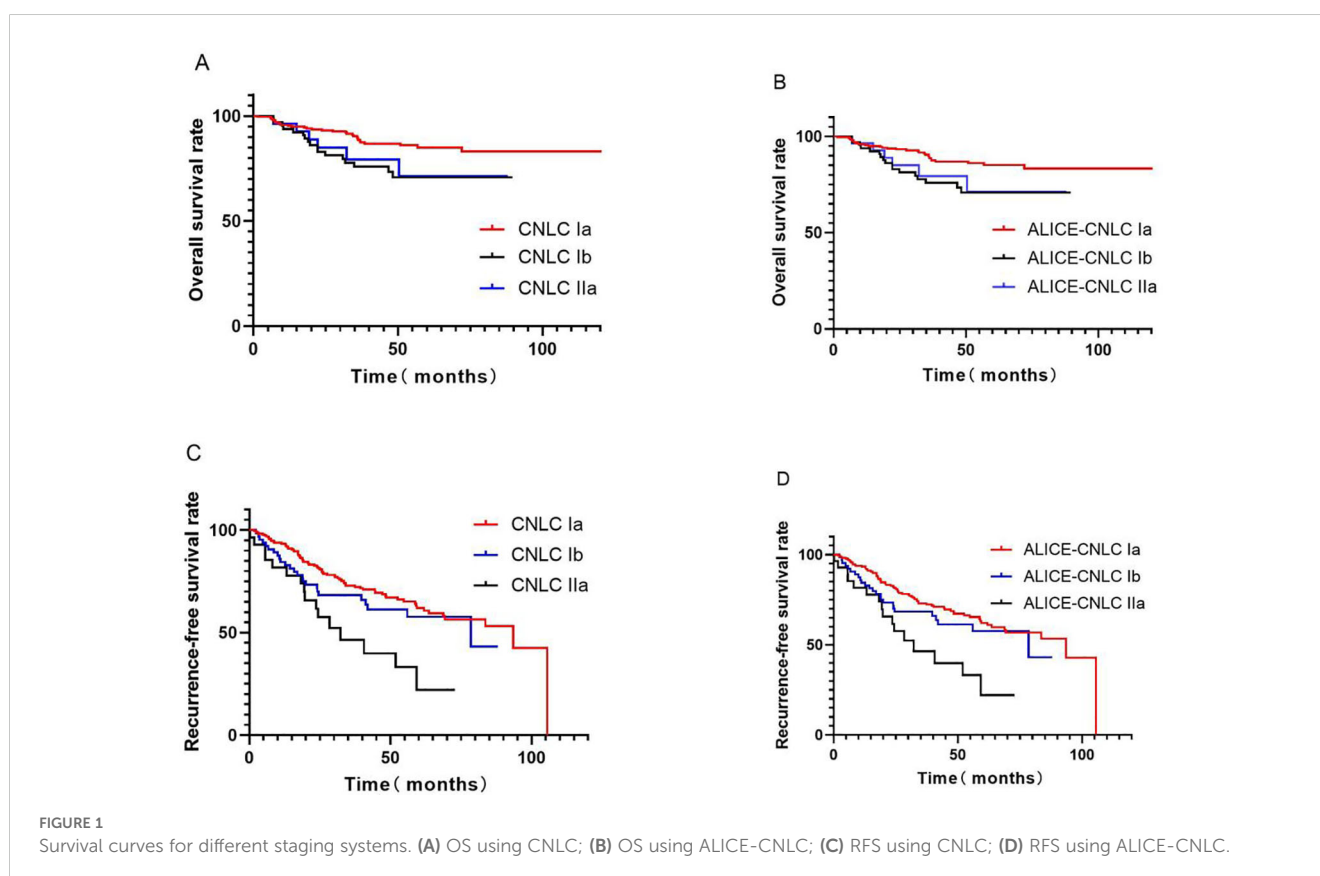 A
Overall survival rate
100
50
0
0 50 100
Time( months)
CNLC Ia
CNLC Ib
CNLC IIa
B
Overall survival rate
100
50
0
0 50 100
Time( months)
ALICE-CNLC Ia
ALICE-CNLC Ib
ALICE-CNLC IIa
C
Recurrence-free survival rate
100
50
0
0 50 100
Time( months)
CNLC Ia
CNLC Ib
CNLC IIa
D
Recurrence-free survival rate
100
50
0
0 50 100
Time( months)
ALICE-CNLC Ia
ALICE-CNLC Ib
ALICE-CNLC IIa
FIGURE 1
Survival curves for different staging systems. (A) OS using CNLC; (B) OS using ALICE-CNLC; (C) RFS using CNLC; (D) RFS using ALICE-CNLC.